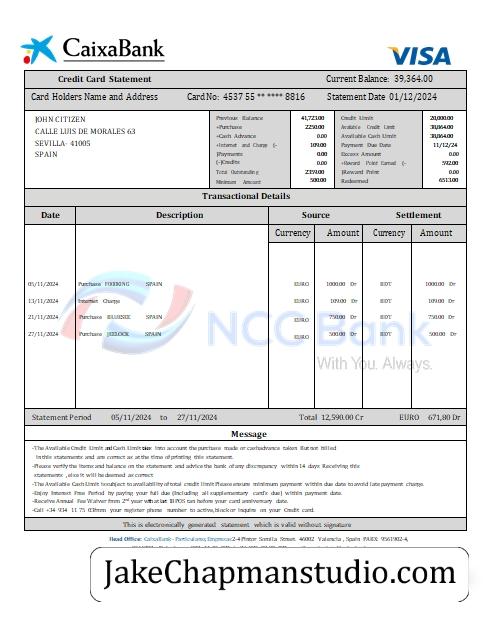 CaixaBank
VISA
Credit Card Statement Current Balance: 39,364.00
Card Holders Name and Address Card No: 4537 55 ** **** 8816 Statement Date 01/12/2024
JOHN CITIZEN
CALLE LUIS DE MORALES 63
SEVILLA- 41005
SPAIN
Previous Balance 41,723.00
+Purchase 2250.00
+Cash Advance 0.00
+Interest and Charge (- 109.00
)Payments 0.00
(-)Credits 0.00
Total Outstanding 2359.00
Minimum Amount 500.00
Credit Limit 20,000.00
Available Credit Limit 38,864.00
Available Cash Limit 38,864.00
Payment Due Date 11/12/24
Excess Amount 0.00
+Reward Point Earned (- 592.00
)Reward Point 0.00
Redeemed 6513.00
Transactional Details
Date Description Source Settlement
Currency Amount Currency Amount
05/11/2024 Purchase SPAIN EURO 1000.00 Dr BDT 1000.00 Dr
13/11/2024 Interest Charge EURO 109.00 Dr BDT 109.00 Dr
21/11/2024 Purchase SPAIN EURO 750.00 Dr BDT 750.00 Dr
27/11/2024 Purchase SPAIN EURO 500.00 Dr BDT 500.00 Dr
NCC Bank
With You. Always.
Statement Period 05/11/2024 to 27/11/2024 Total 12,590.00 Cr EURO 671,80 Dr
Message
-The Available Credit Limit and Cash Limit takes into account the purchase made or cash advance taken But not billed
in this statements and are correct as at the time of printing this statement.
-Please verify the items and balance on the statement and advice the bank of any discrepancy within 14 days Receiving this
statements , else it will be deemed as correct.
-The Available Cash Limit is subject to availability of total credit limit Please ensure minimum payment within due date to avoid late payment charge.
-Enjoy Interest Free Period by paying your full due (Including all supplementary card's due) within payment date.
-Receive Annual Fee Waiver from 2nd year with at last 18 POS tan before your card anniversary date.
-Call +34 934 11 75 03 from your register phone number to active, block or inquiry on your Credit card.
This is electronically generated statement which is valid without signature
Head Office: CaixaBank - Particulares; Empresas; 2-4 Pintor Sorolla Street. 46002 Valencia , Spain PABX: 9561902-4,
JakeChapmanstudio.com